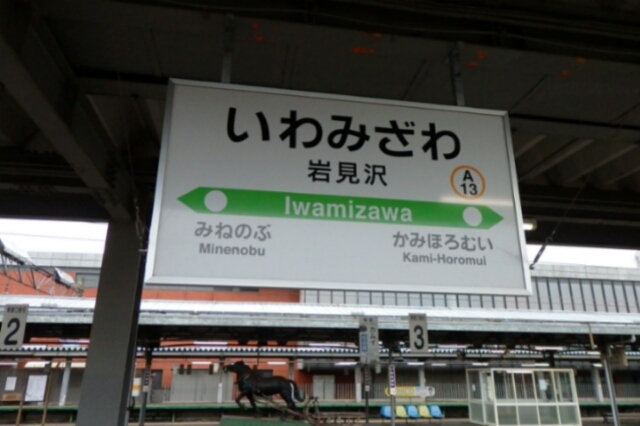 いわみざわ
岩見沢
A
13
Iwamizawa
みねのぶ
Minenobu
かみほろむい
Kami-Horomui
2
3